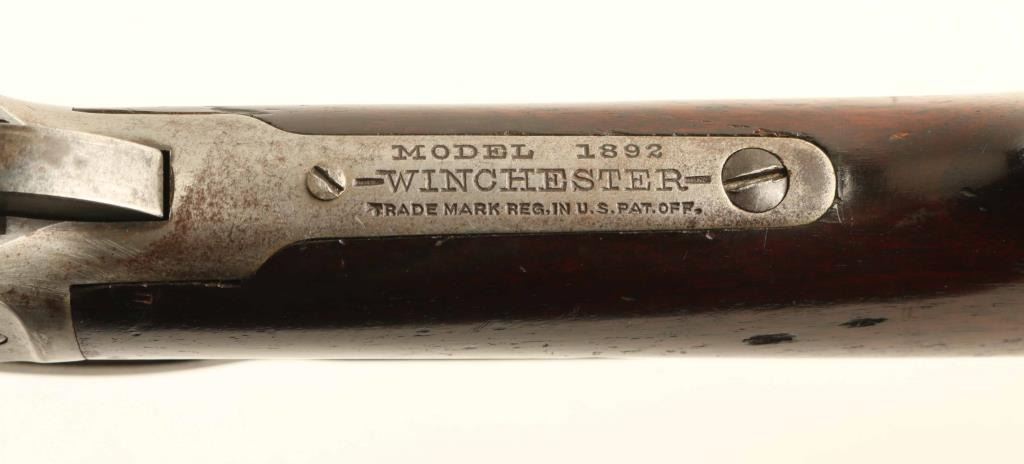 MODEL 1892
-WINCHESTER-
TRADE MARK REG. IN U.S. PAT. OFF.